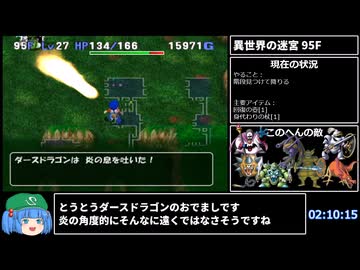 95F Lv27 HP134/166 15971G
異世界の迷宮 95F
現在の状況
やること:
階段見つけて降りる
主要アイテム:
回復の壺[1]
身代わりの杖[1]
このへんの敵
ダースドラゴンは 炎の息を吐いた!
とうとうダースドラゴンのおでましです
炎の角度的にそんなに遠くではなさそうですね
02:10:15